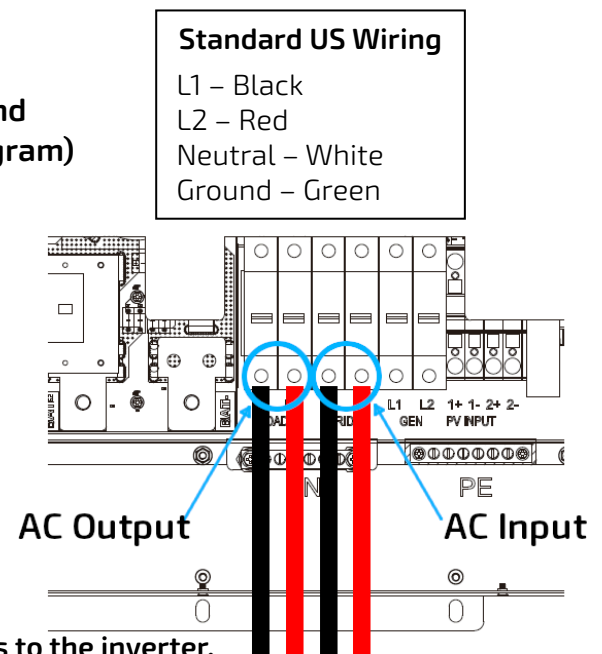 Standard US Wiring
L1 – Black
L2 – Red
Neutral – White
Ground – Green
nd
gram)
BAT-
L1 L2 1+ 1- 2+ 2-
GEN PV INPUT
N
PE
AC Output
AC Input
s to the inverter.